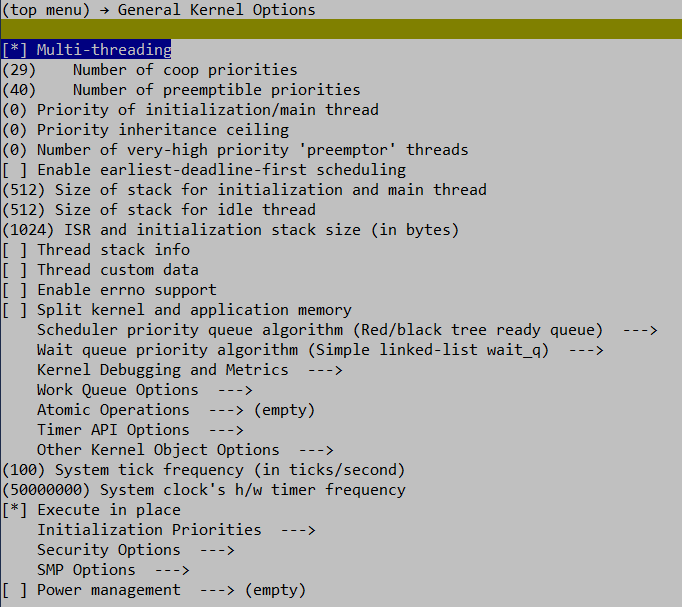 (top menu) → General Kernel Options
[*] Multi-threading
(29)    Number of coop priorities
(40)    Number of preemptible priorities
(0) Priority of initialization/main thread
(0) Priority inheritance ceiling
(0) Number of very-high priority 'preemptor' threads
[ ] Enable earliest-deadline-first scheduling
(512) Size of stack for initialization and main thread
(512) Size of stack for idle thread
(1024) ISR and initialization stack size (in bytes)
[ ] Thread stack info
[ ] Thread custom data
[ ] Enable errno support
[ ] Split kernel and application memory
    Scheduler priority queue algorithm (Red/black tree ready queue)  --->
    Wait queue priority algorithm (Simple linked-list wait_q)  --->
    Kernel Debugging and Metrics  --->
    Work Queue Options  --->
    Atomic Operations  ---> (empty)
    Timer API Options  --->
    Other Kernel Object Options  --->
(100) System tick frequency (in ticks/second)
(50000000) System clock's h/w timer frequency
[*] Execute in place
    Initialization Priorities  --->
    Security Options  --->
    SMP Options  --->
[ ] Power management  ---> (empty)